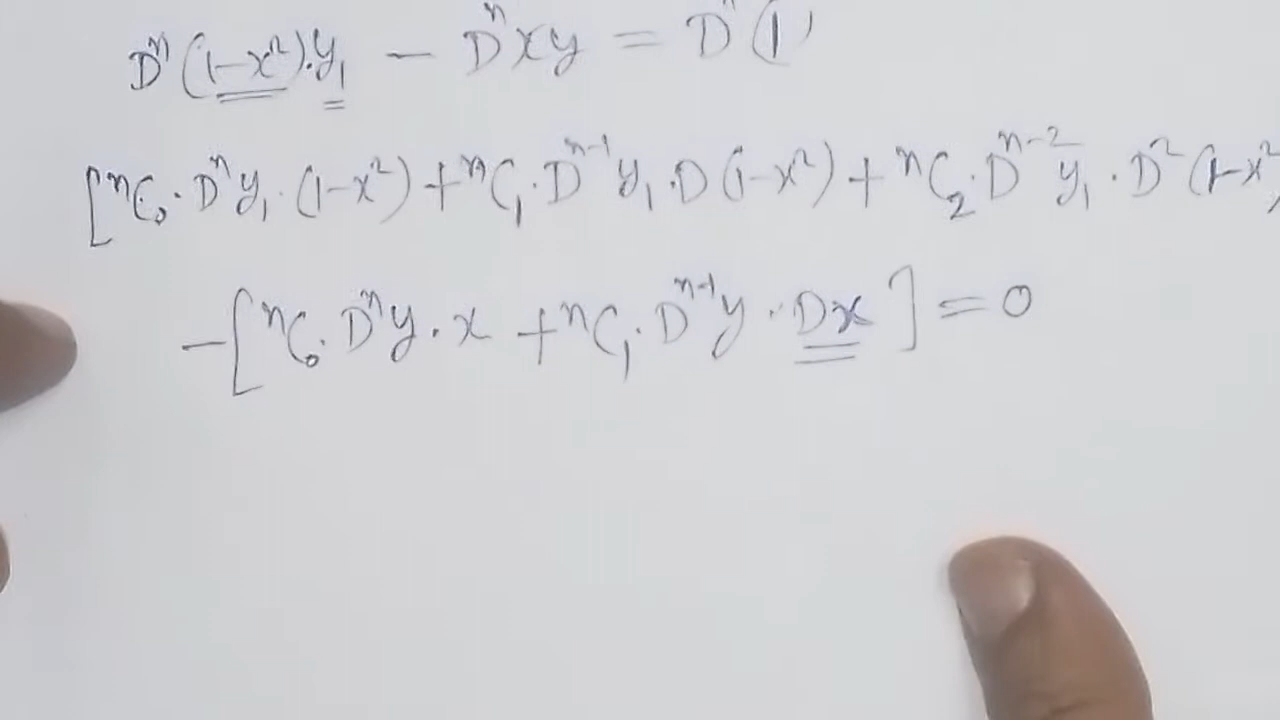 Dⁿ(1-x²).y₁ - Dⁿxy = Dⁿ(1)
[ⁿC₀. Dⁿy₁.(1-x²) + ⁿC₁.Dⁿ⁻¹y₁.D(1-x²) + ⁿC₂.Dⁿ⁻²y₁.D²(1-x²)
-[ⁿC₀.Dⁿy.x + ⁿC₁.Dⁿ⁻¹y.Dx] = 0